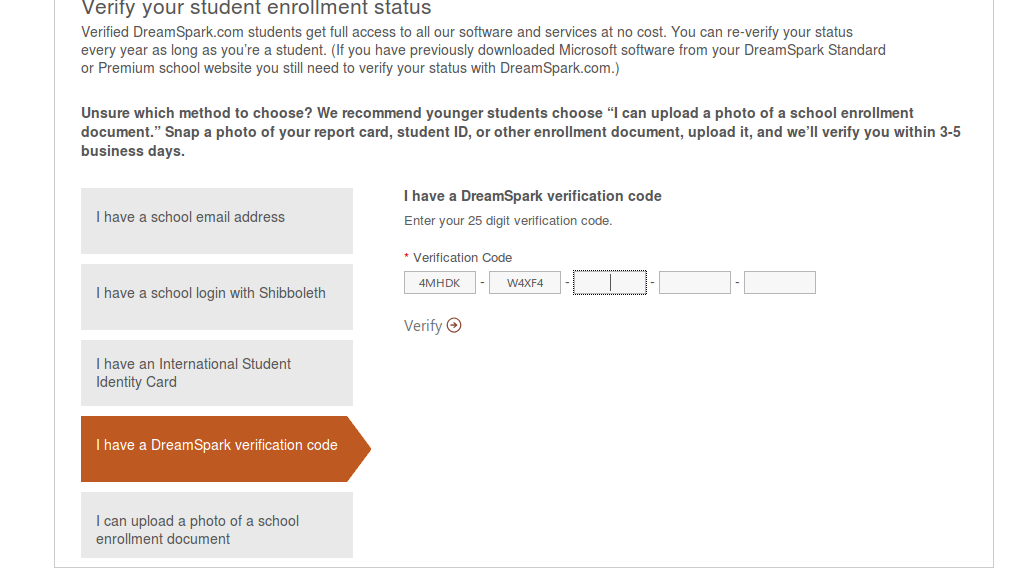 Verify your student enrollment status
Verified DreamSpark.com students get full access to all our software and services at no cost. You can re-verify your status
every year as long as you're a student. (If you have previously downloaded Microsoft software from your DreamSpark Standard
or Premium school website you still need to verify your status with DreamSpark.com.)
Unsure which method to choose? We recommend younger students choose “I can upload a photo of a school enrollment
document.” Snap a photo of your report card, student ID, or other enrollment document, upload it, and we’ll verify you within 3-5
business days.
I have a school email address
I have a school login with Shibboleth
I have an International Student
Identity Card
I have a DreamSpark verification code
I can upload a photo of a school
enrollment document
I have a DreamSpark verification code
Enter your 25 digit verification code.
* Verification Code
4MHDK - W4XF4 - - -
Verify